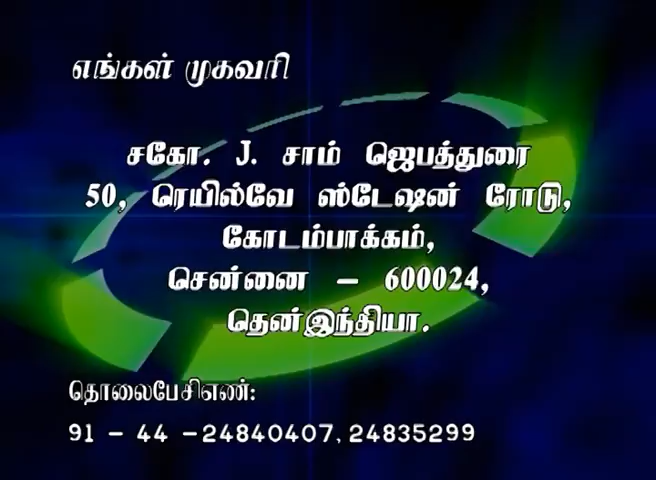 எங்கள் முகவரி
சகோ. J. சாம் ஜெபத்துரை
50, ரெயில்வே ஸ்டேஷன் ரோடு,
கோடம்பாக்கம்,
சென்னை – 600024,
தென்இந்தியா.
தொலைபேசிஎண்:
91 – 44 –24840407, 24835299